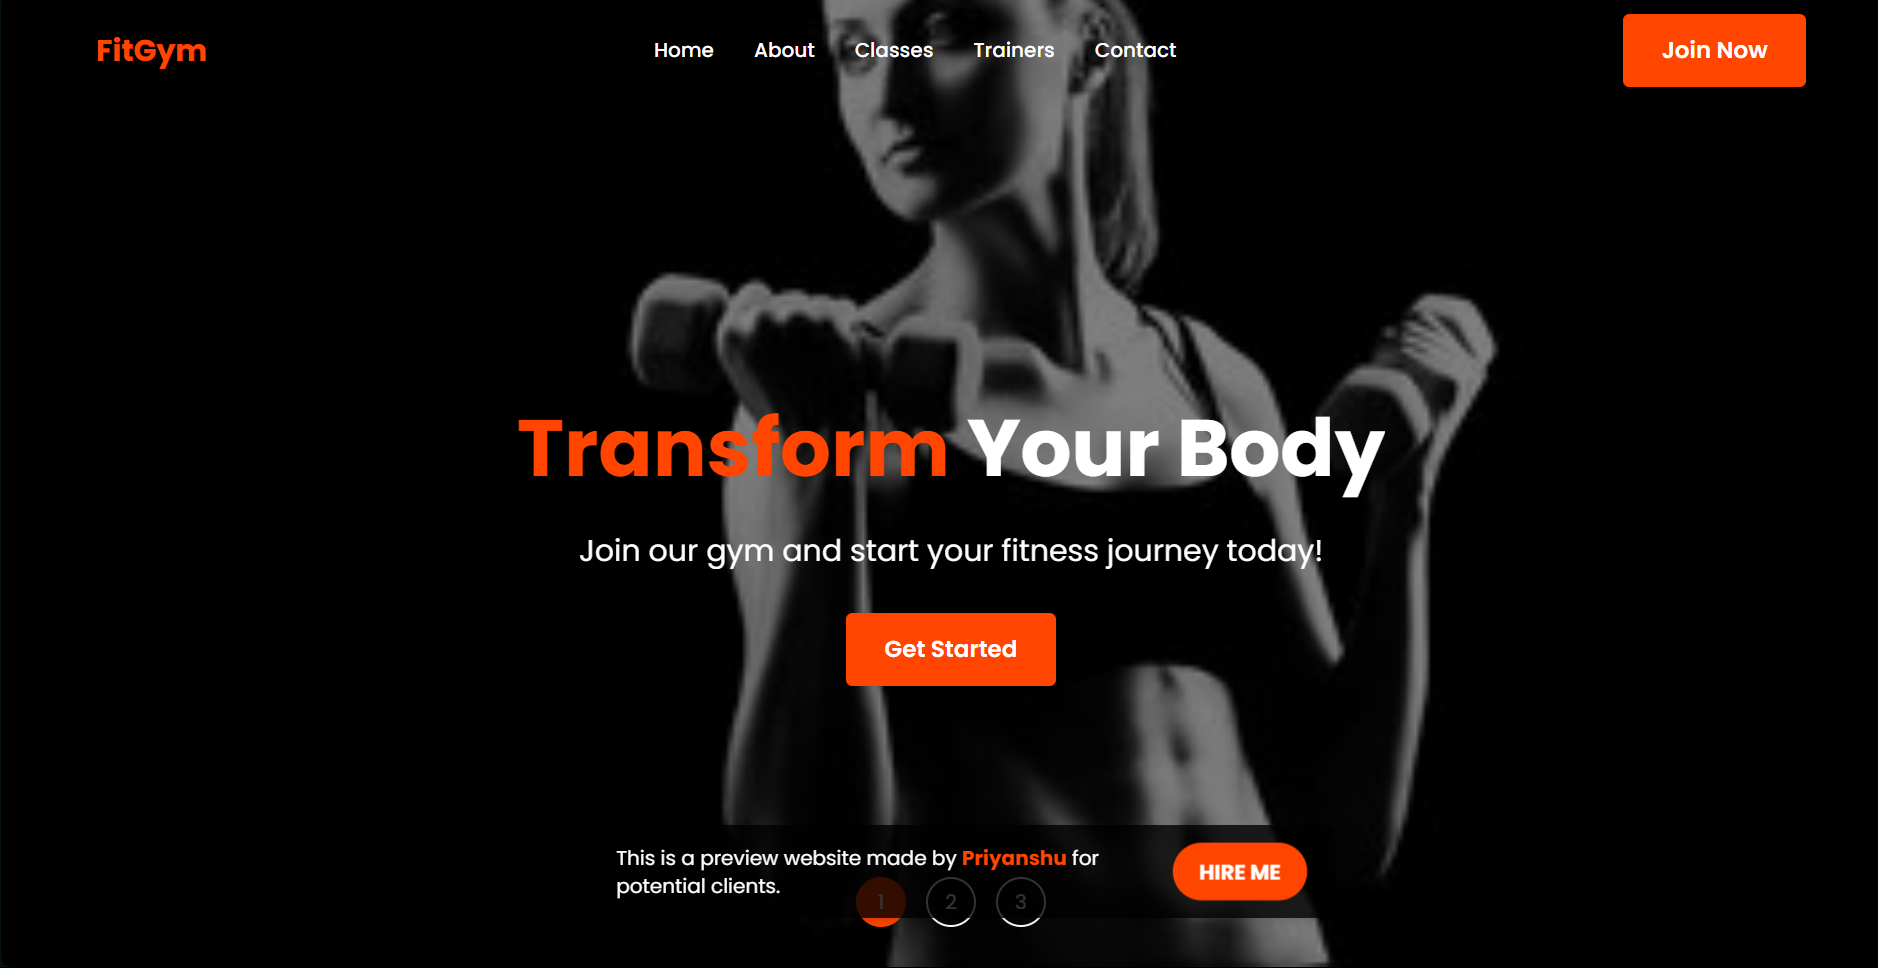 FitGym
Home
About
Classes
Trainers
Contact
Join Now
Transform Your Body
Join our gym and start your fitness journey today!
Get Started
This is a preview website made by Priyanshu for
potential clients.
HIRE ME
1
2
3